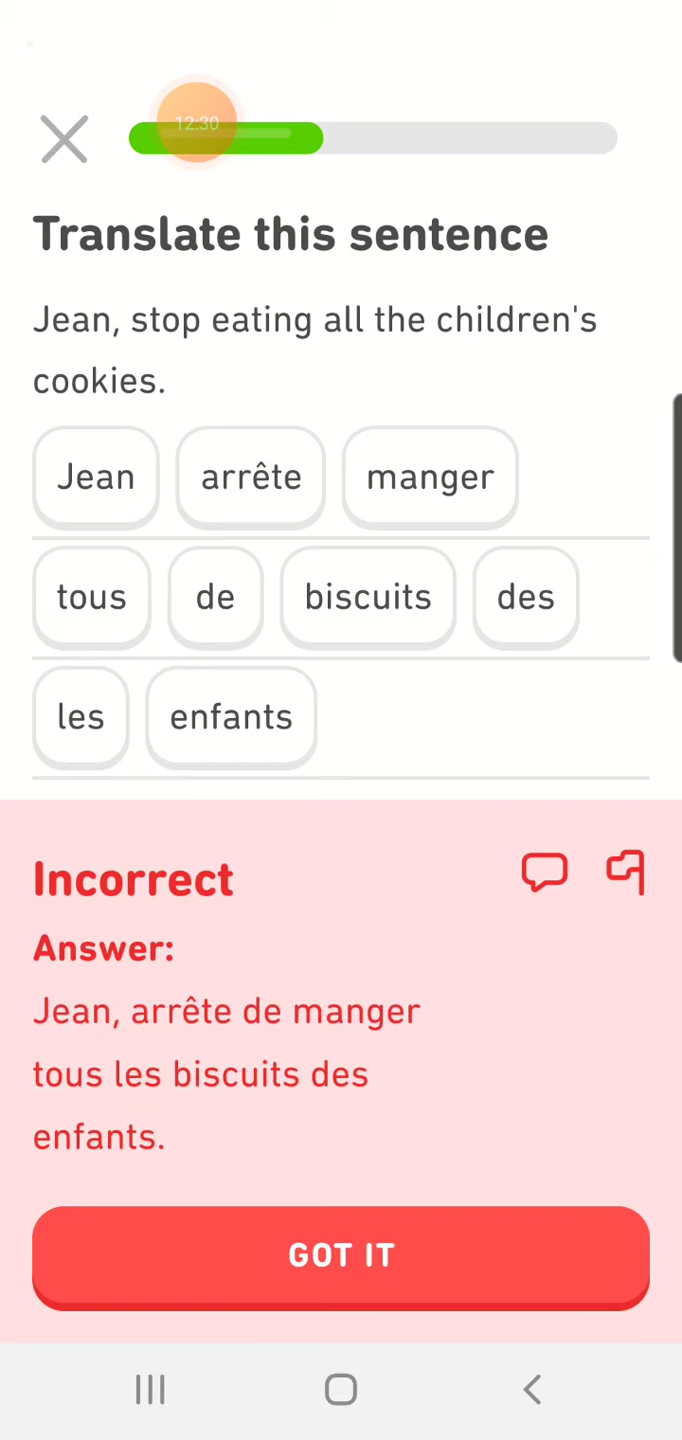 12:30
Translate this sentence
Jean, stop eating all the children's
cookies.
Jean arrête manger
tous de biscuits des
les enfants
Incorrect
Answer:
Jean, arrête de manger
tous les biscuits des
enfants.
GOT IT